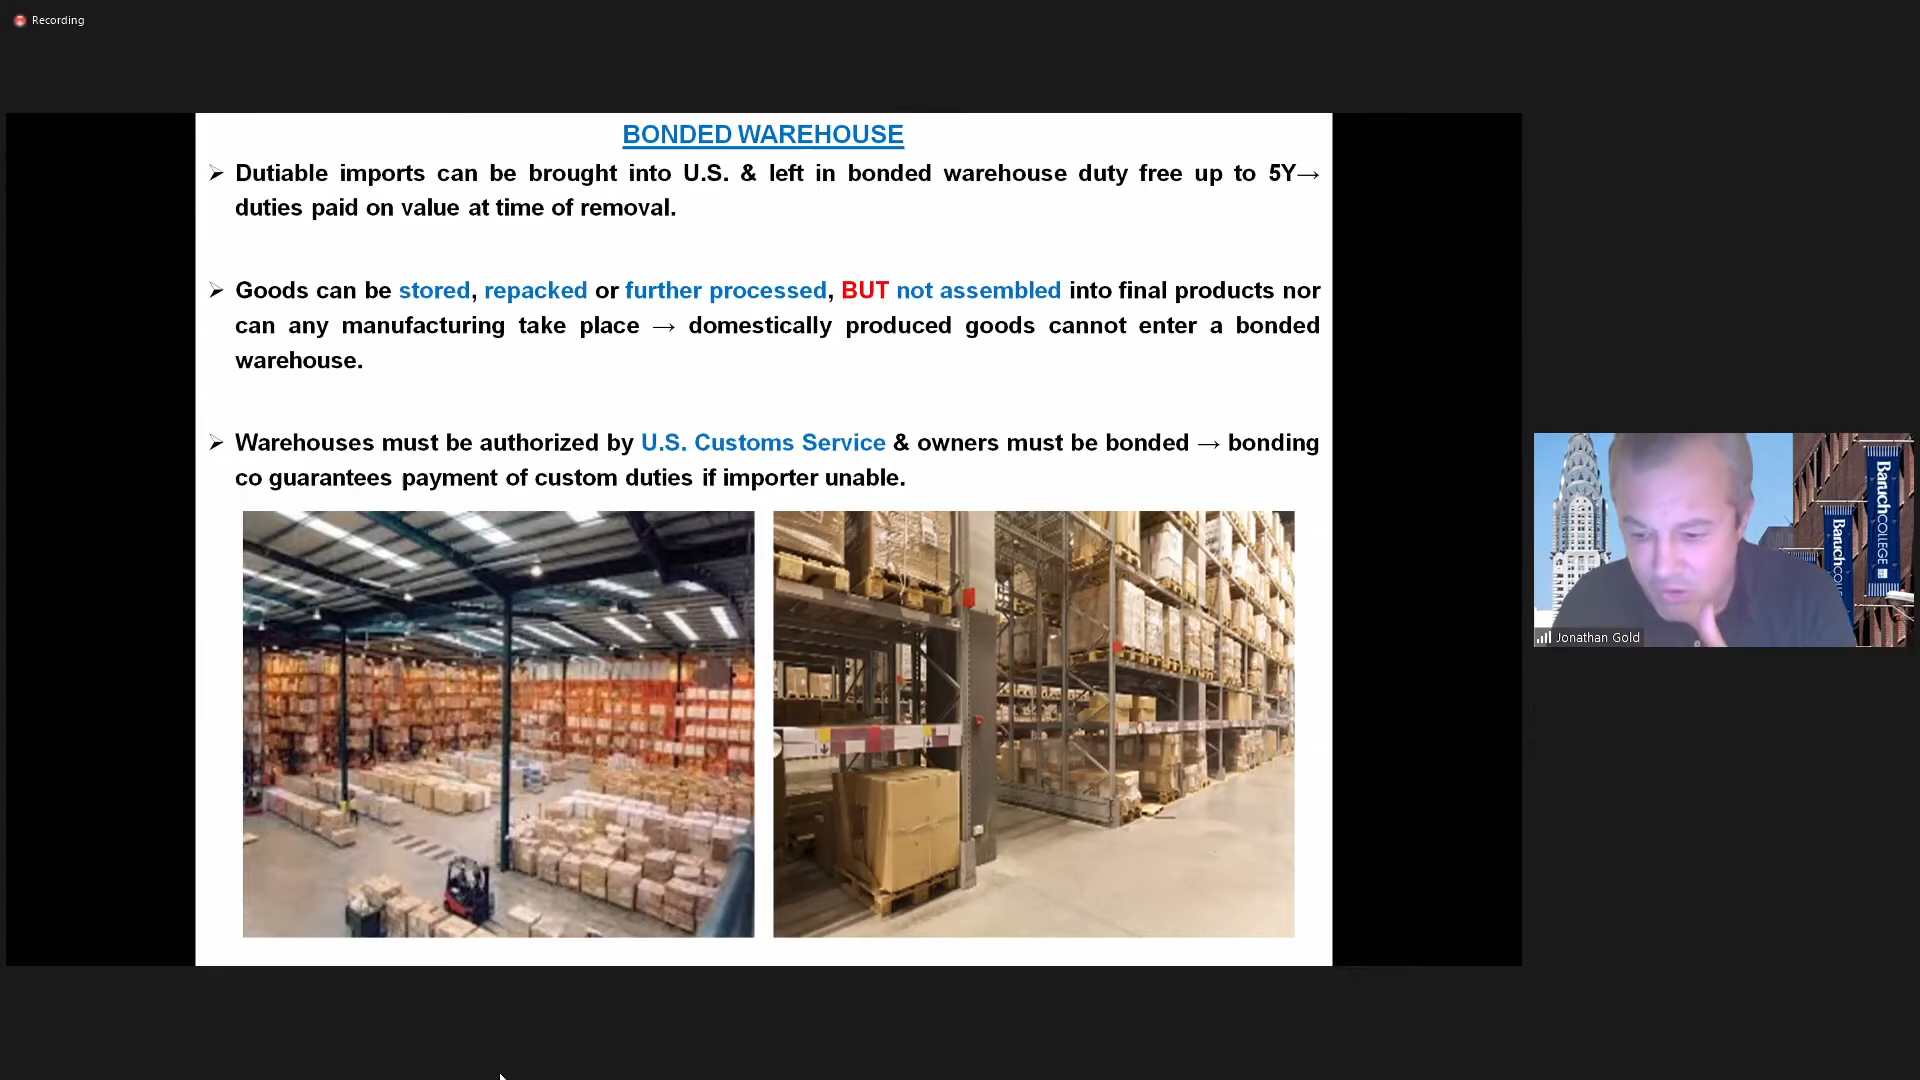 Recording
BONDED WAREHOUSE
➢ Dutiable imports can be brought into U.S. & left in bonded warehouse duty free up to 5Y→
duties paid on value at time of removal.
➢ Goods can be stored, repacked or further processed, BUT not assembled into final products nor
can any manufacturing take place → domestically produced goods cannot enter a bonded
warehouse.
➢ Warehouses must be authorized by U.S. Customs Service & owners must be bonded → bonding
co guarantees payment of custom duties if importer unable.
Baruch COLLEGE
Baruch COL
Jonathan Gold